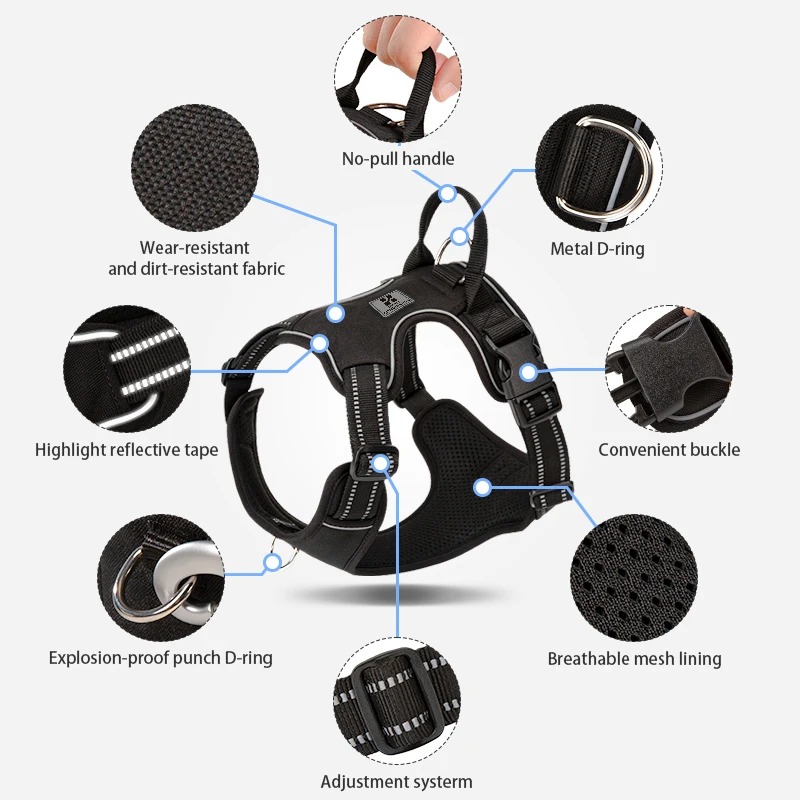 No-pull handle
Wear-resistant
and dirt-resistant fabric
Metal D-ring
Highlight reflective tape
Convenient buckle
Explosion-proof punch D-ring
Breathable mesh lining
Adjustment systerm